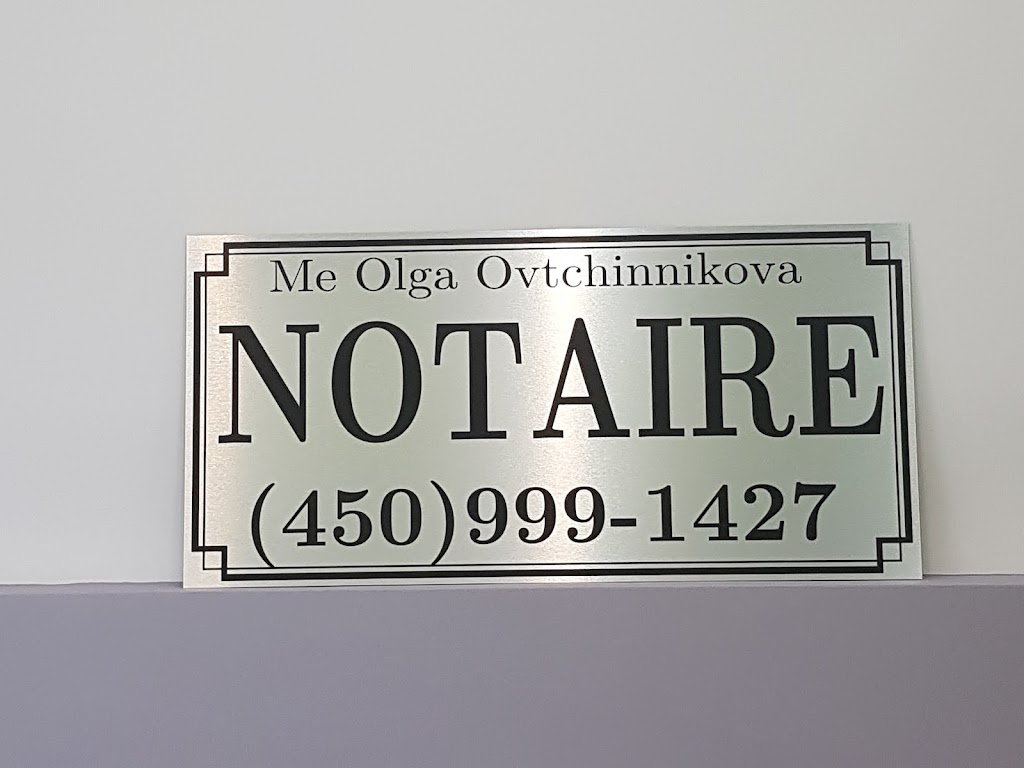 Me Olga Ovtchinnikova
NOTAIRE
(450)999-1427